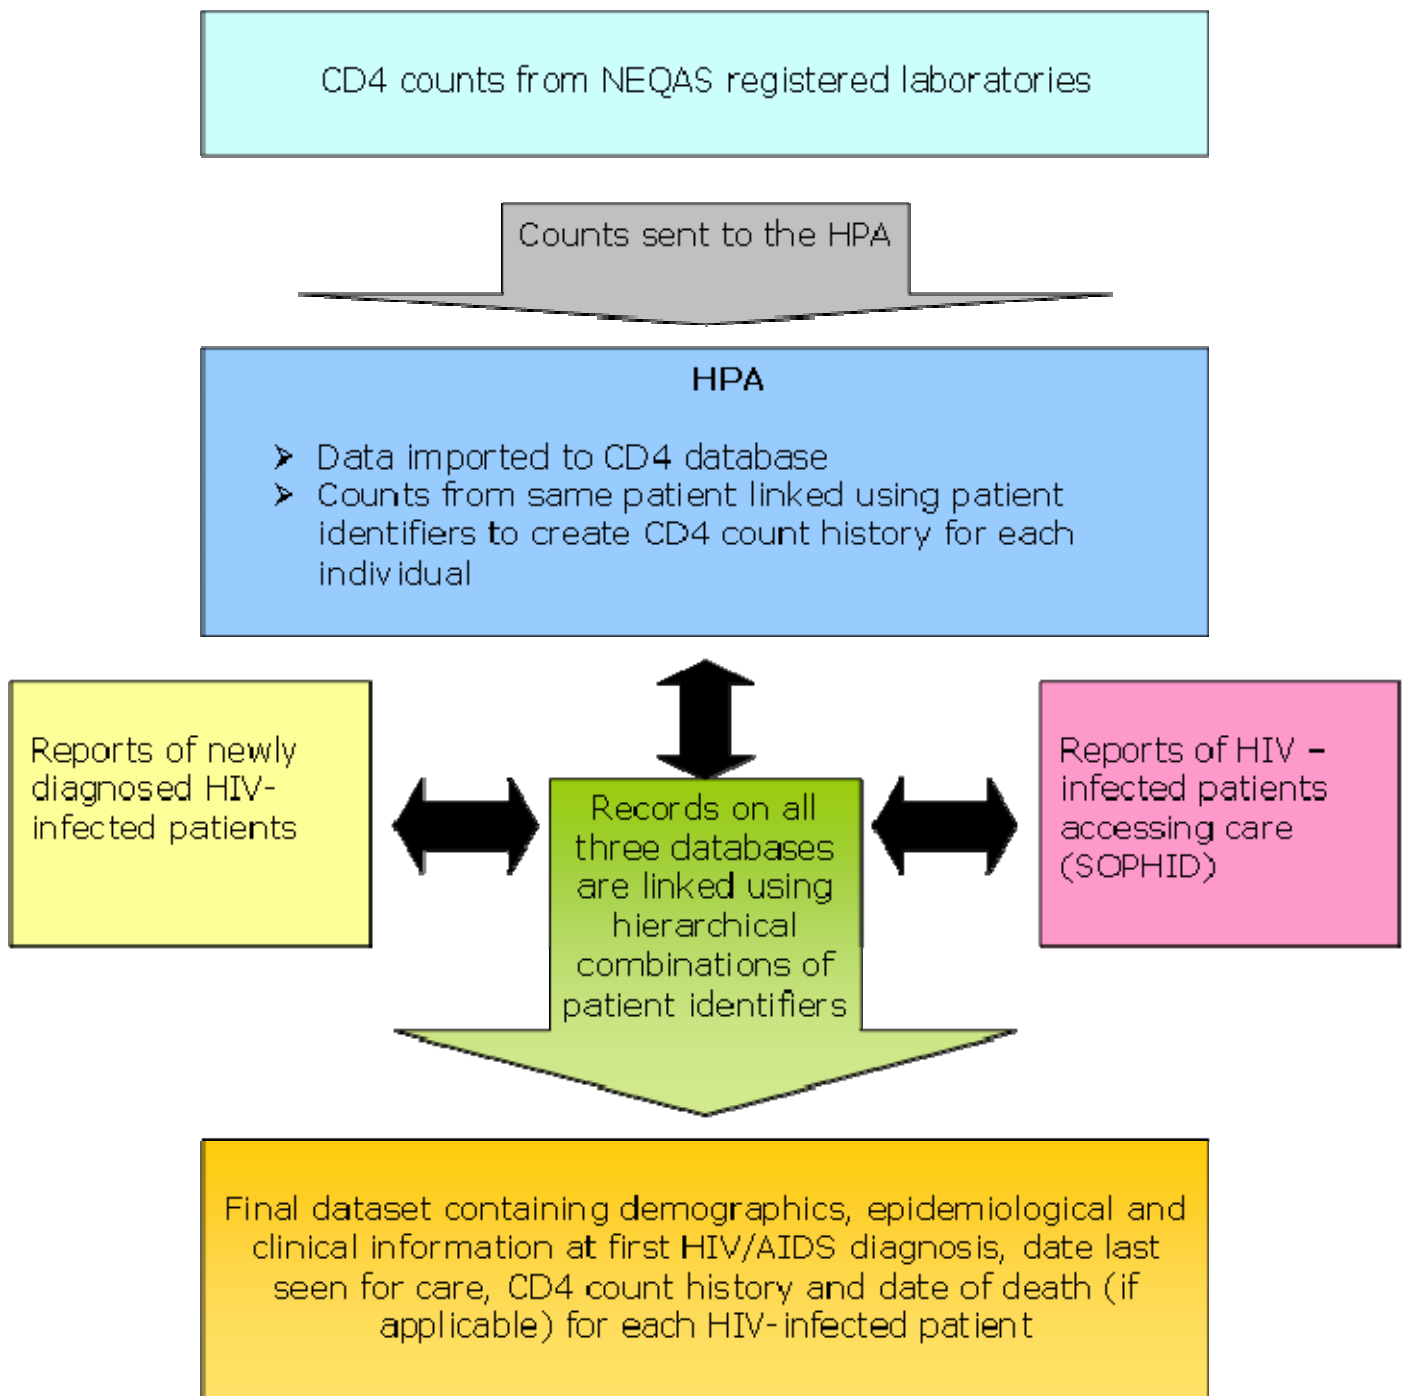 CD4 counts from NEQAS registered laboratories
Counts sent to the HPA
HPA
➢ Data imported to CD4 database
➢ Counts from same patient linked using patient
identifiers to create CD4 count history for each
individual
Reports of newly
diagnosed HIV-
infected patients
Records on all
three databases
are linked using
hierarchical
combinations of
patient identifiers
Reports of HIV –
infected patients
accessing care
(SOPHID)
Final dataset containing demographics, epidemiological and
clinical information at first HIV/AIDS diagnosis, date last
seen for care, CD4 count history and date of death (if
applicable) for each HIV-infected patient